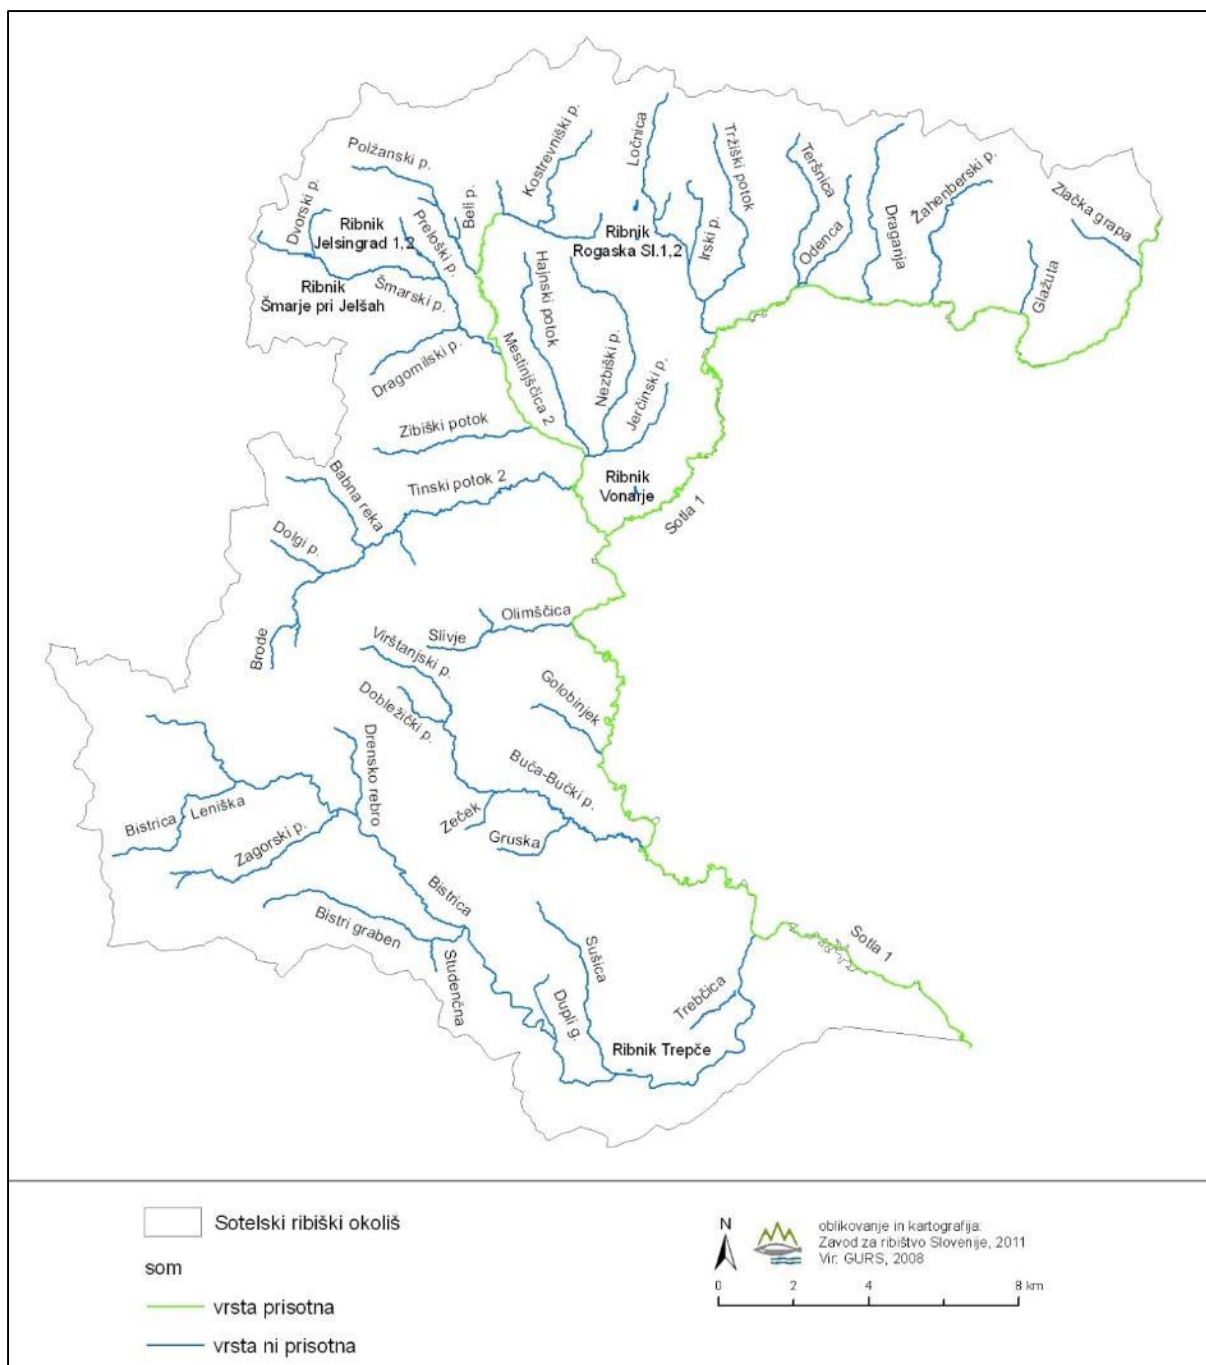 Polžanski p.
Kostrevniški p.
Ločnica
Tržiški potok
Teršnica
Draganja
Žahenberski p.
Zlačka grapa
Dvorski p.
Ribnik
Jelsingrad 1,2
Preloški p.
Beli p.
Ribnik
Rogaska Sl.1,2
Irski p.
Odenca
Glažuta
Ribnik
Šmarje pri Jelšah
Šmarski p.
Hajnski potok
Nezbiški p.
Jerčinski p.
Dragomilski p.
Mestinjščica 2
Zibiški potok
Babna reka
Tinski potok 2
Ribnik
Vonarje
Sotla 1
Dolgi p.
Brode
Slivje
Olimščica
Virštanjski p.
Dobležički p.
Golobinjek
Drensko rebro
Buča-Bučki p.
Bistrica
Leniška
Zagorski p.
Zeček
Gruska
Bistrica
Bistri graben
Studenčna
Sušica
Dupli g.
Trebčica
Sotla 1
Ribnik Trepče
Sotelski ribiški okoliš
som
vrsta prisotna
vrsta ni prisotna
N
oblikovanje in kartografija:
Zavod za ribištvo Slovenije, 2011
Vir: GURS, 2008
0 2 4 8 km